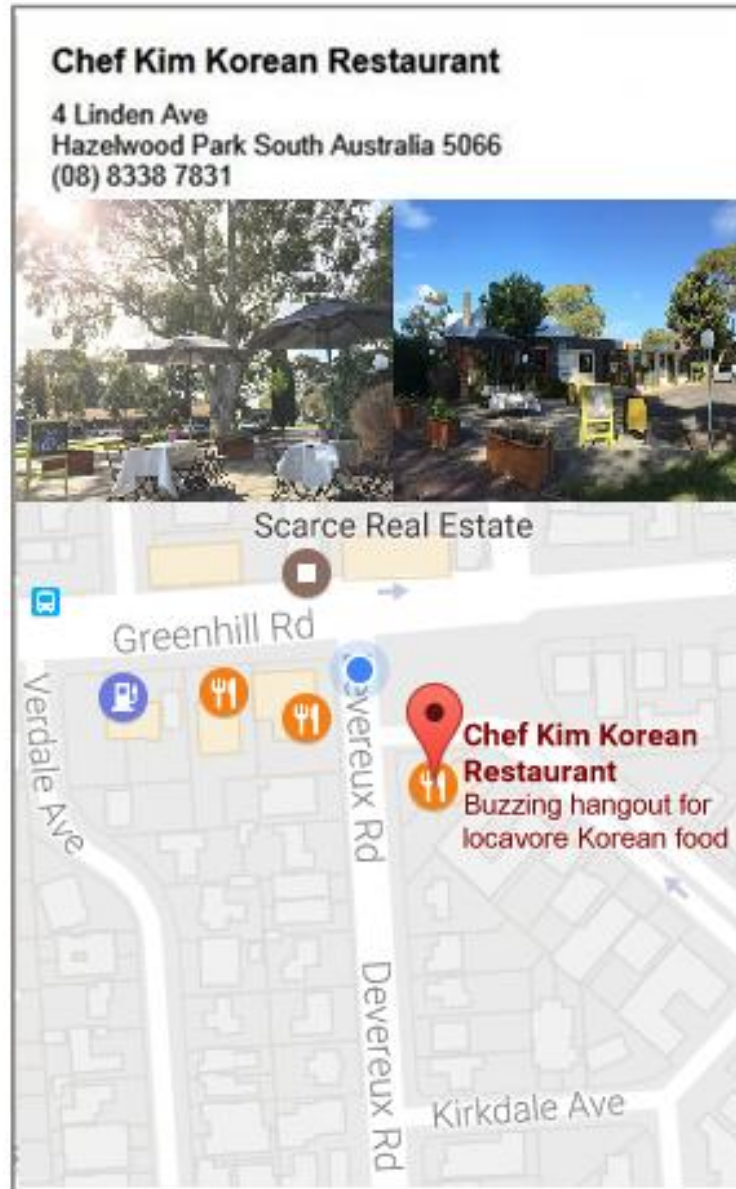 Chef Kim Korean Restaurant
4 Linden Ave
Hazelwood Park South Australia 5066
(08) 8338 7831
Scarce Real Estate
Greenhill Rd
Verdale Ave
Devereux Rd
Chef Kim Korean
Restaurant
Buzzing hangout for
locavore Korean food
Devereux Rd
Kirkdale Ave